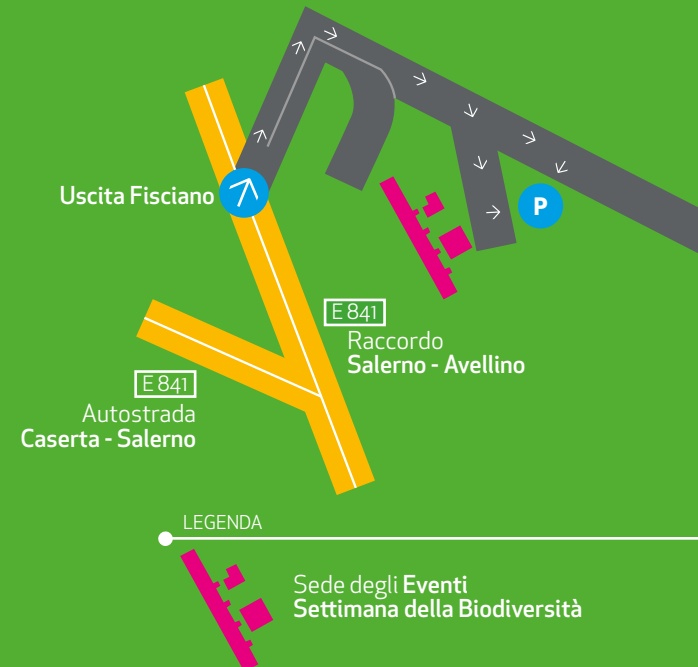 Uscita Fisciano
P
E 841
Raccordo
Salerno - Avellino
E 841
Autostrada
Caserta - Salerno
LEGENDA
Sede degli Eventi
Settimana della Biodiversità